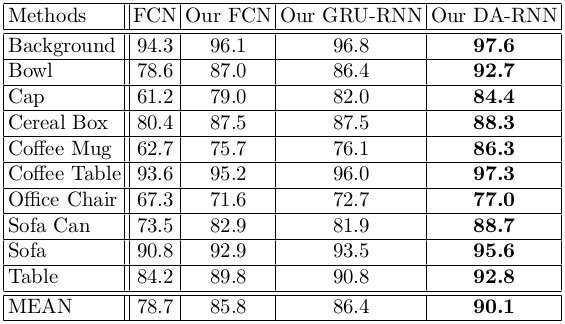 Methods FCN Our FCN Our GRU-RNN Our DA-RNN
Background 94.3 96.1 96.8 97.6
Bowl 78.6 87.0 86.4 92.7
Cap 61.2 79.0 82.0 84.4
Cereal Box 80.4 87.5 87.5 88.3
Coffee Mug 62.7 75.7 76.1 86.3
Coffee Table 93.6 95.2 96.0 97.3
Office Chair 67.3 71.6 72.7 77.0
Sofa Can 73.5 82.9 81.9 88.7
Sofa 90.8 92.9 93.5 95.6
Table 84.2 89.8 90.8 92.8
MEAN 78.7 85.8 86.4 90.1